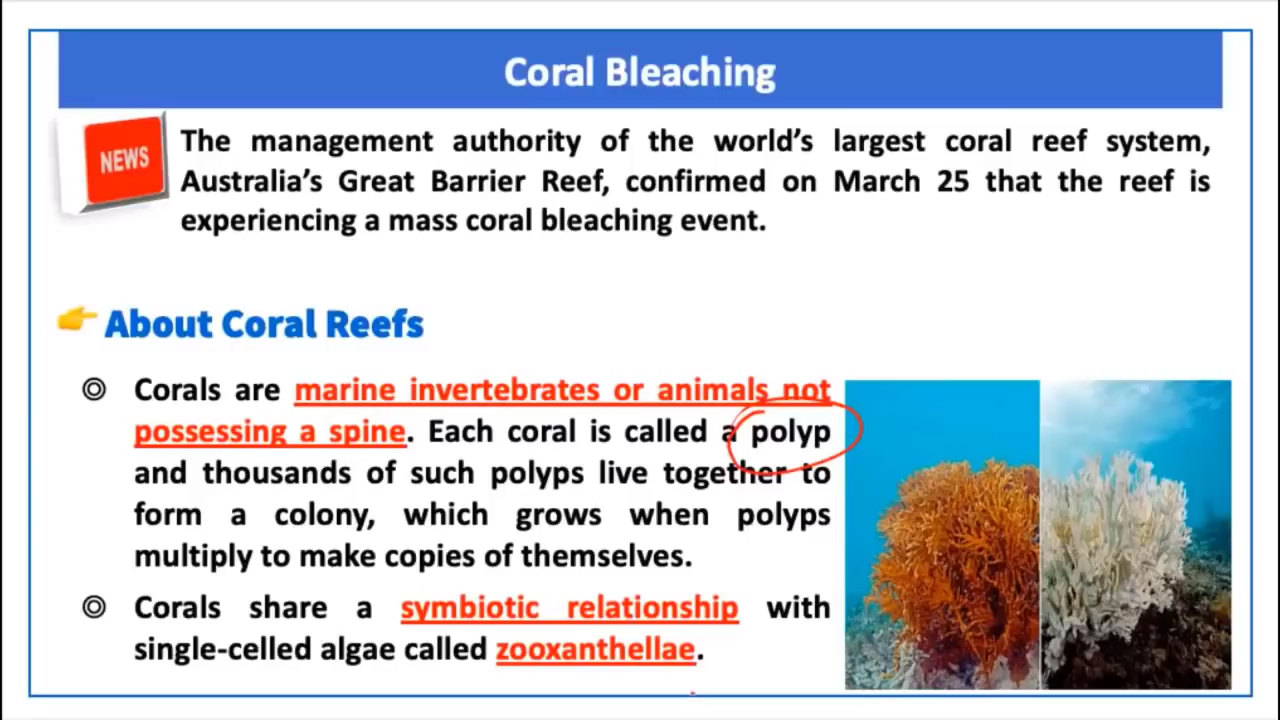 Coral Bleaching
NEWS
The management authority of the world's largest coral reef system,
Australia's Great Barrier Reef, confirmed on March 25 that the reef is
experiencing a mass coral bleaching event.
About Coral Reefs
Corals are marine invertebrates or animals not
possessing a spine. Each coral is called a polyp
and thousands of such polyps live together to
form a colony, which grows when polyps
multiply to make copies of themselves.
Corals share a symbiotic relationship with
single-celled algae called zooxanthellae.